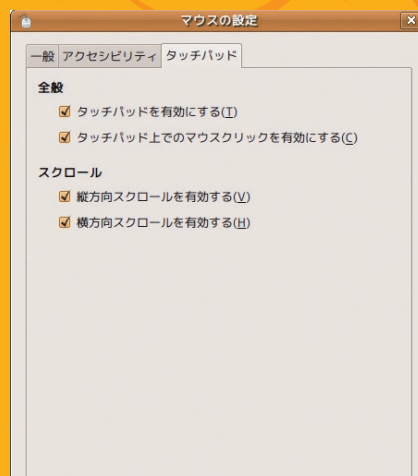 マウスの設定
一般 アクセシビリティ タッチパッド
全般
タッチパッドを有効にする(T)
タッチパッド上でのマウスクリックを有効にする(C)
スクロール
縦方向スクロールを有効する(V)
横方向スクロールを有効する(H)